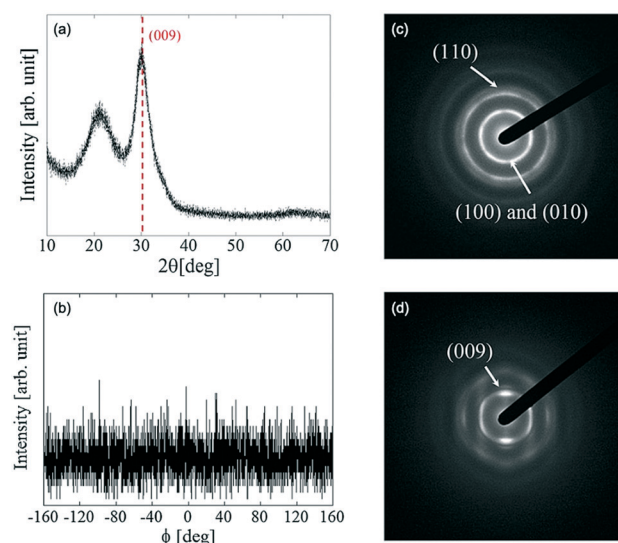 (a)
(009)
Intensity [arb. unit]
10 20 30 40 50 60 70
2θ[deg]
(b)
Intensity [arb. unit]
-160 -120 -80 -40 0 40 80 120 160
ϕ [deg]
(c)
(110)
(100) and (010)
(d)
(009)